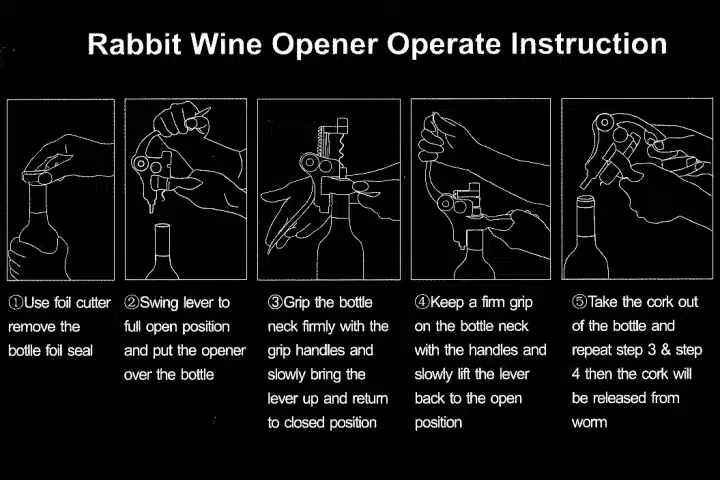 Rabbit Wine Opener Operate Instruction
①Use foil cutter
remove the
botlle foil seal
②Swing lever to
full open position
and put the opener
over the bottle
③Grip the bottle
neck firmly with the
grip handles and
slowly bring the
lever up and return
to closed position
④Keep a firm grip
on the bottle neck
with the handles and
slowly lift the lever
back to the open
position
⑤Take the cork out
of the bottle and
repeat step 3 & step
4 then the cork will
be released from
worm